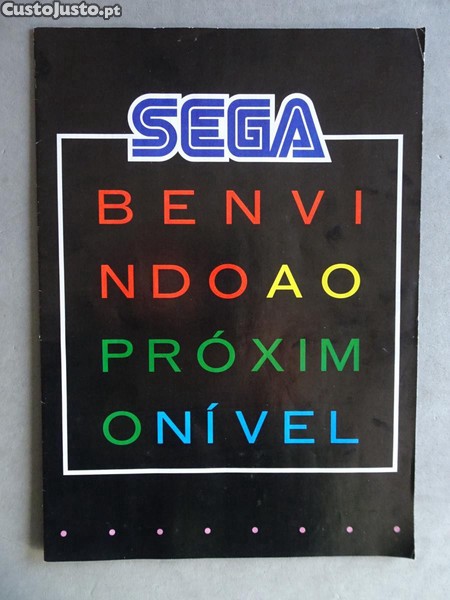 CustoJusto.pt
SEGA
BENVI
NDOAO
PRÓXIM
ONÍVEL